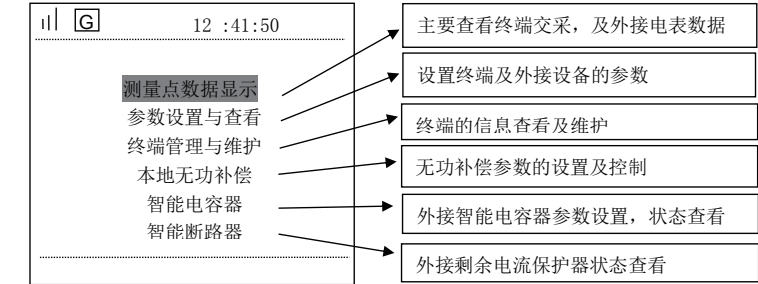 G 12 :41:50
测量点数据显示
参数设置与查看
终端管理与维护
本地无功补偿
智能电容器
智能断路器
主要查看终端交采，及外接电表数据
设置终端及外接设备的参数
终端的信息查看及维护
无功补偿参数的设置及控制
外接智能电容器参数设置，状态查看
外接剩余电流保护器状态查看